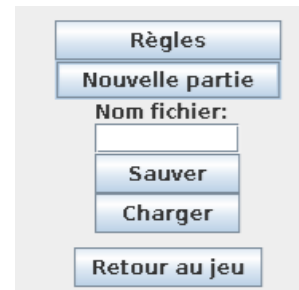 Règles
Nouvelle partie
Nom fichier:
Sauver
Charger
Retour au jeu